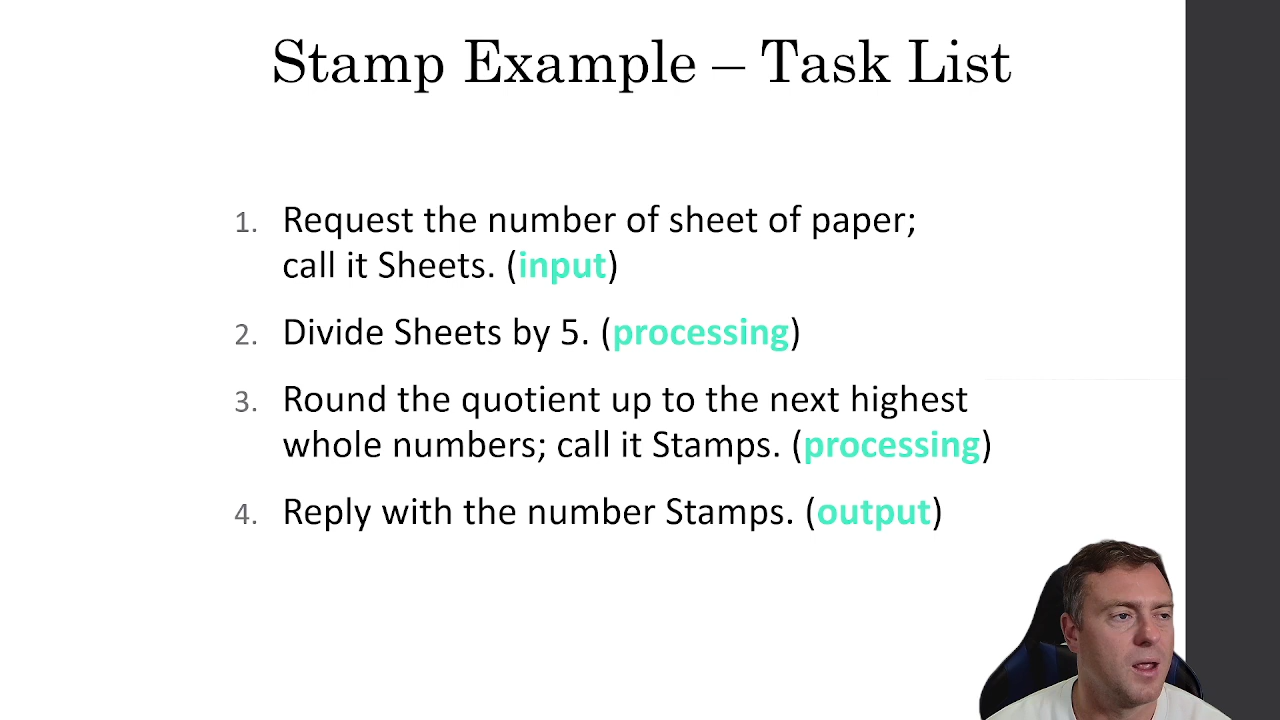 Stamp Example – Task List
1. Request the number of sheet of paper;
call it Sheets. (input)
2. Divide Sheets by 5. (processing)
3. Round the quotient up to the next highest
whole numbers; call it Stamps. (processing)
4. Reply with the number Stamps. (output)